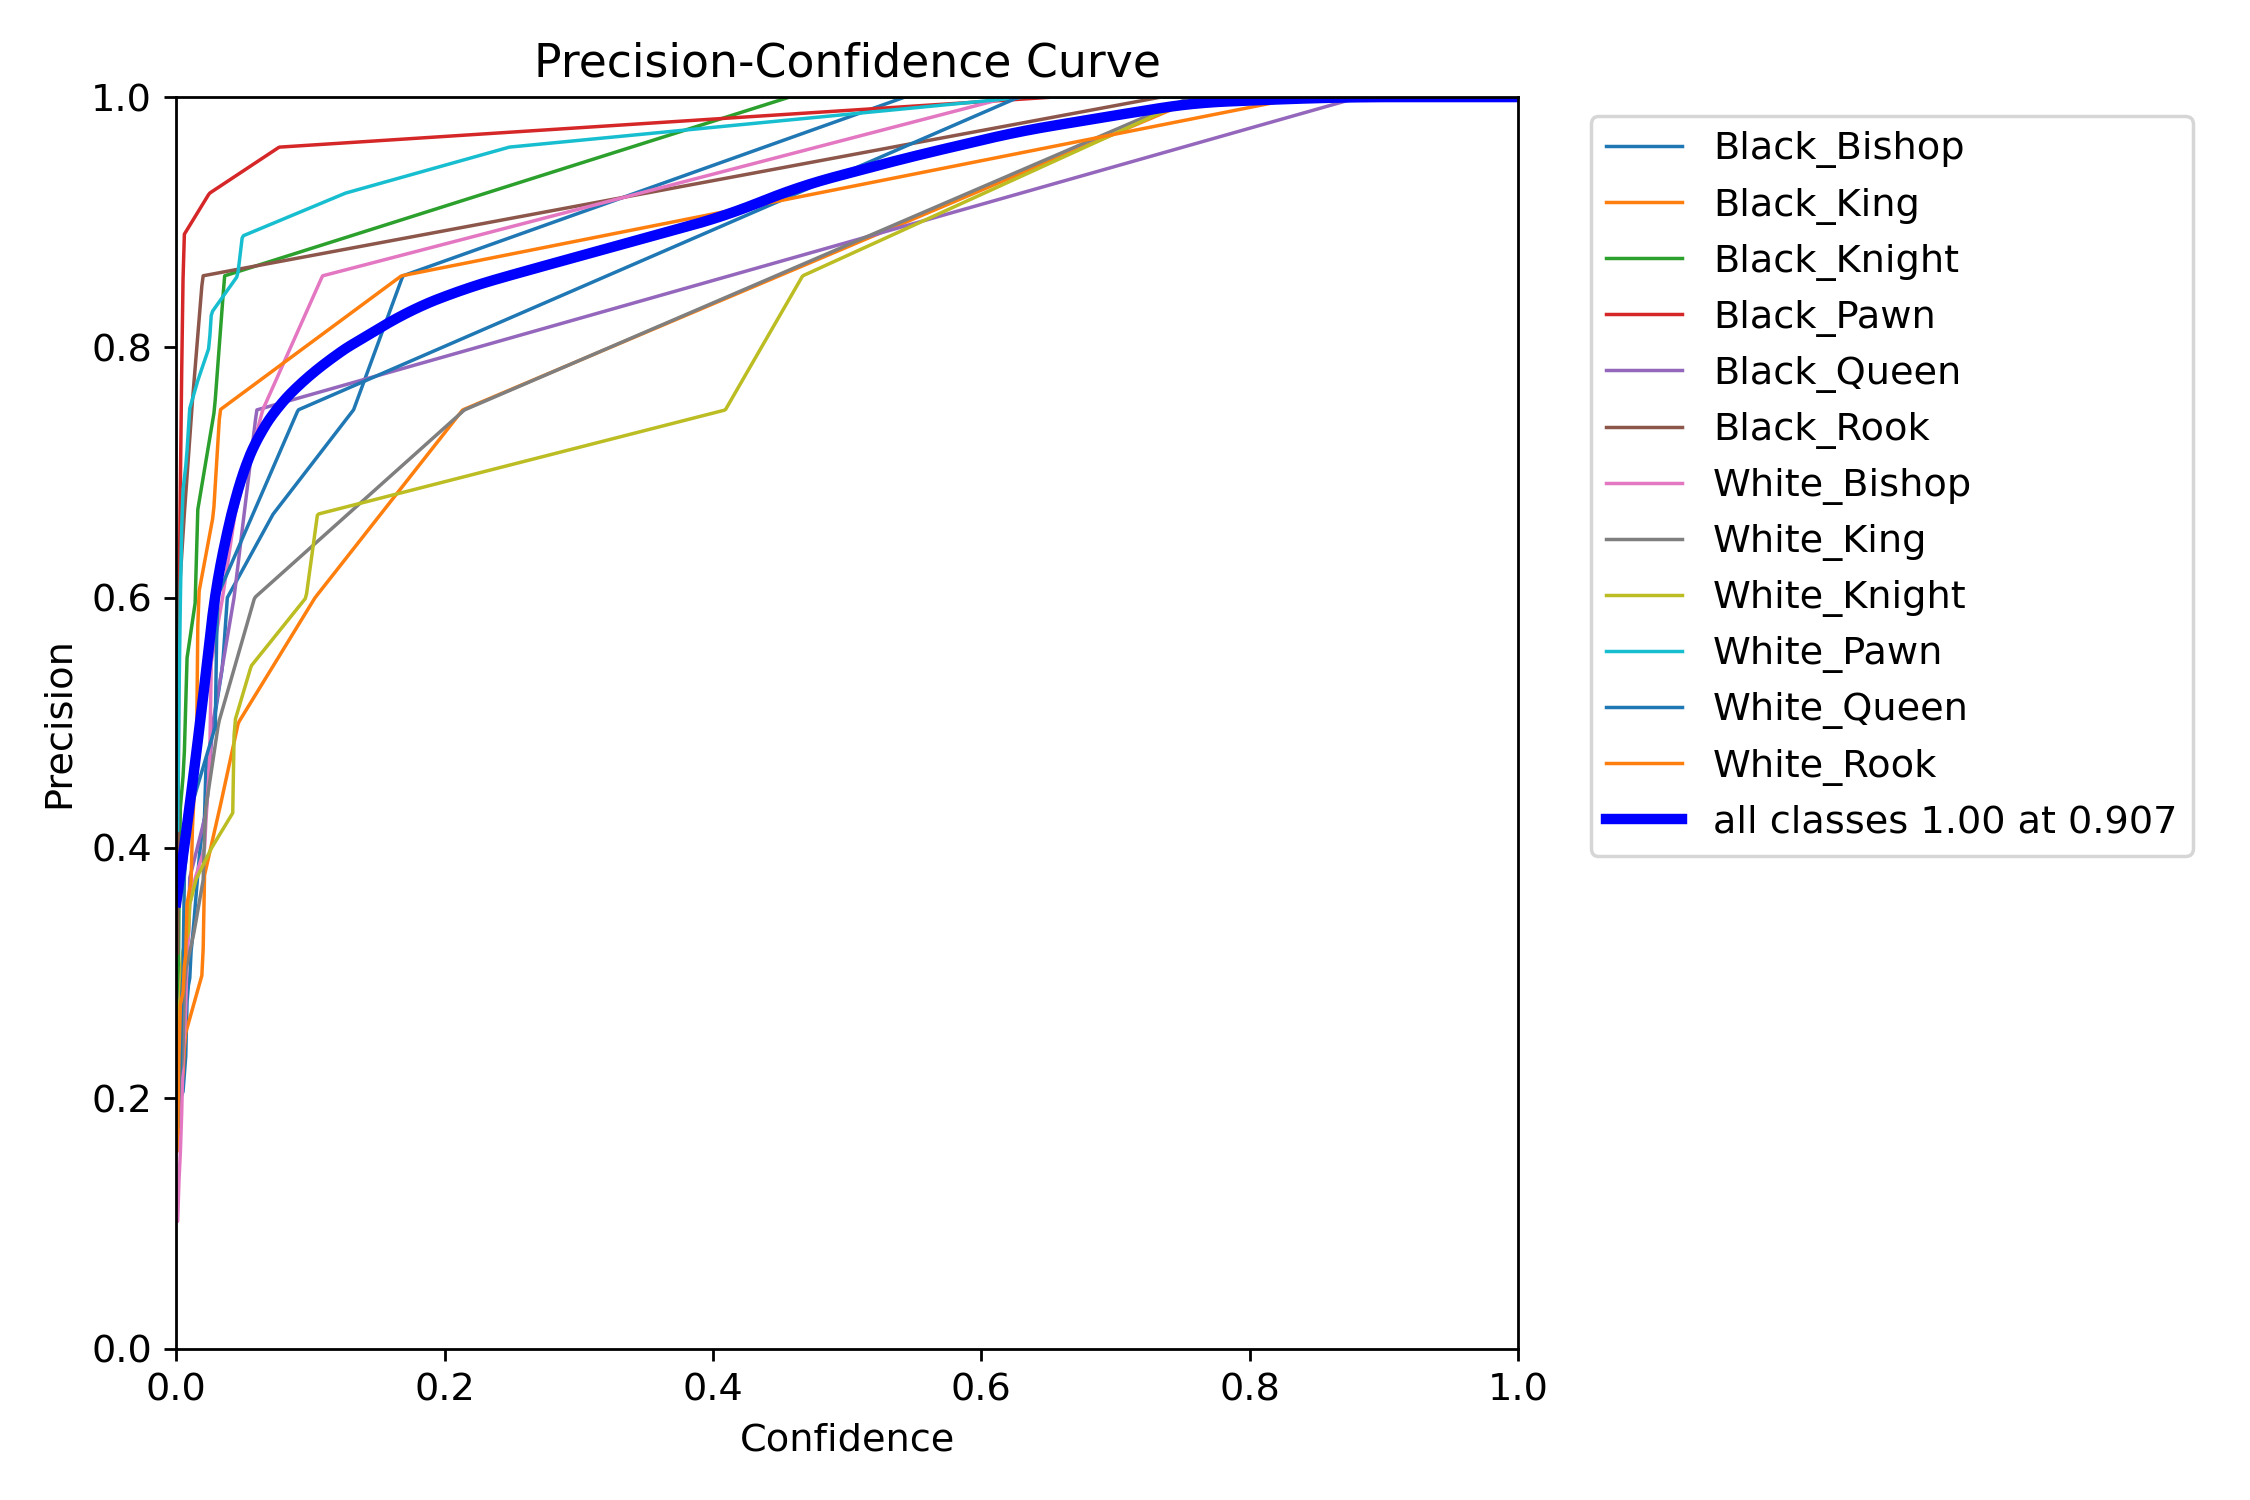 Precision-Confidence Curve
1.0
0.8
0.6
0.4
0.2
0.0
Precision
0.0 0.2 0.4 0.6 0.8 1.0
Confidence
Black_Bishop
Black_King
Black_Knight
Black_Pawn
Black_Queen
Black_Rook
White_Bishop
White_King
White_Knight
White_Pawn
White_Queen
White_Rook
all classes 1.00 at 0.907